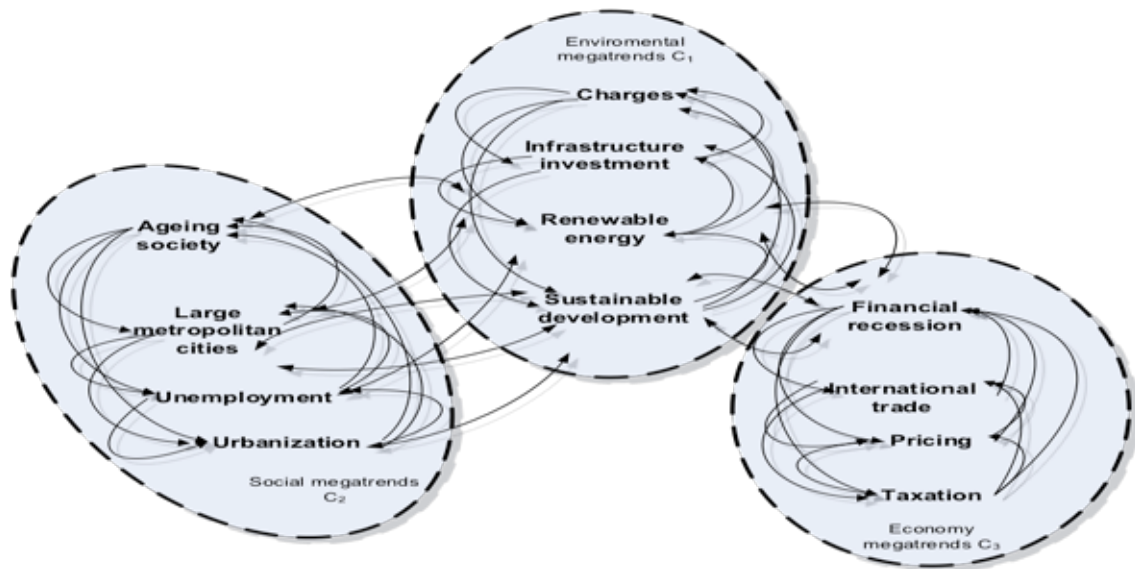 Enviromental
megatrends C₁
Charges
Infrastructure
investment
Renewable
energy
Sustainable
development
Ageing
society
Large
metropolitan
cities
Unemployment
Urbanization
Social megatrends
C₂
Financial
recession
International
trade
Pricing
Taxation
Economy
megatrends C₃